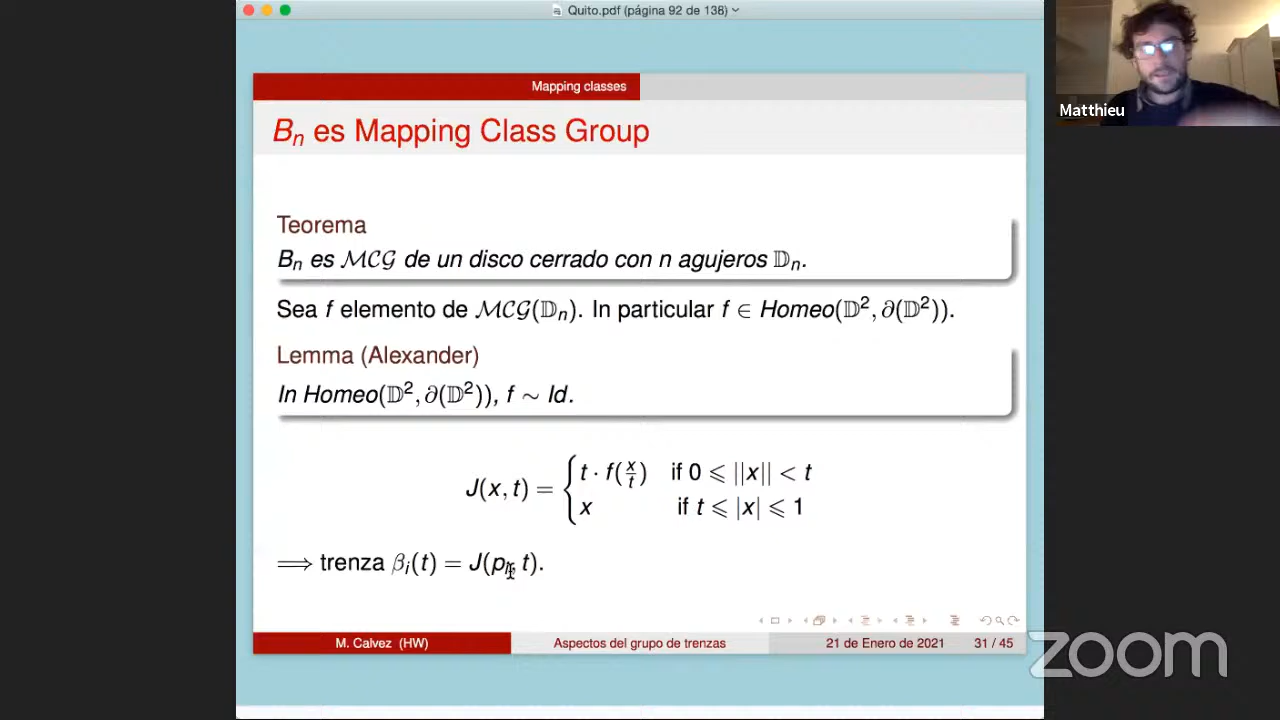 Quito.pdf (página 92 de 138)
Matthieu
Mapping classes
Bₙ es Mapping Class Group
Teorema
Bₙ es ℳ𝒞𝒢 de un disco cerrado con n agujeros 𝔻ₙ.
Sea f elemento de ℳ𝒞𝒢(𝔻ₙ). In particular f ∈ Homeo(𝔻², ∂(𝔻²)).
Lemma (Alexander)
In Homeo(𝔻², ∂(𝔻²)), f ∼ Id.
J(x, t) = { t · f(x/t) if 0 ⩽ ||x|| < t
x if t ⩽ |x| ⩽ 1
⟹ trenza βᵢ(t) = J(pᵢ, t).
M. Calvez (HW) Aspectos del grupo de trenzas 21 de Enero de 2021 31 / 45
zoom